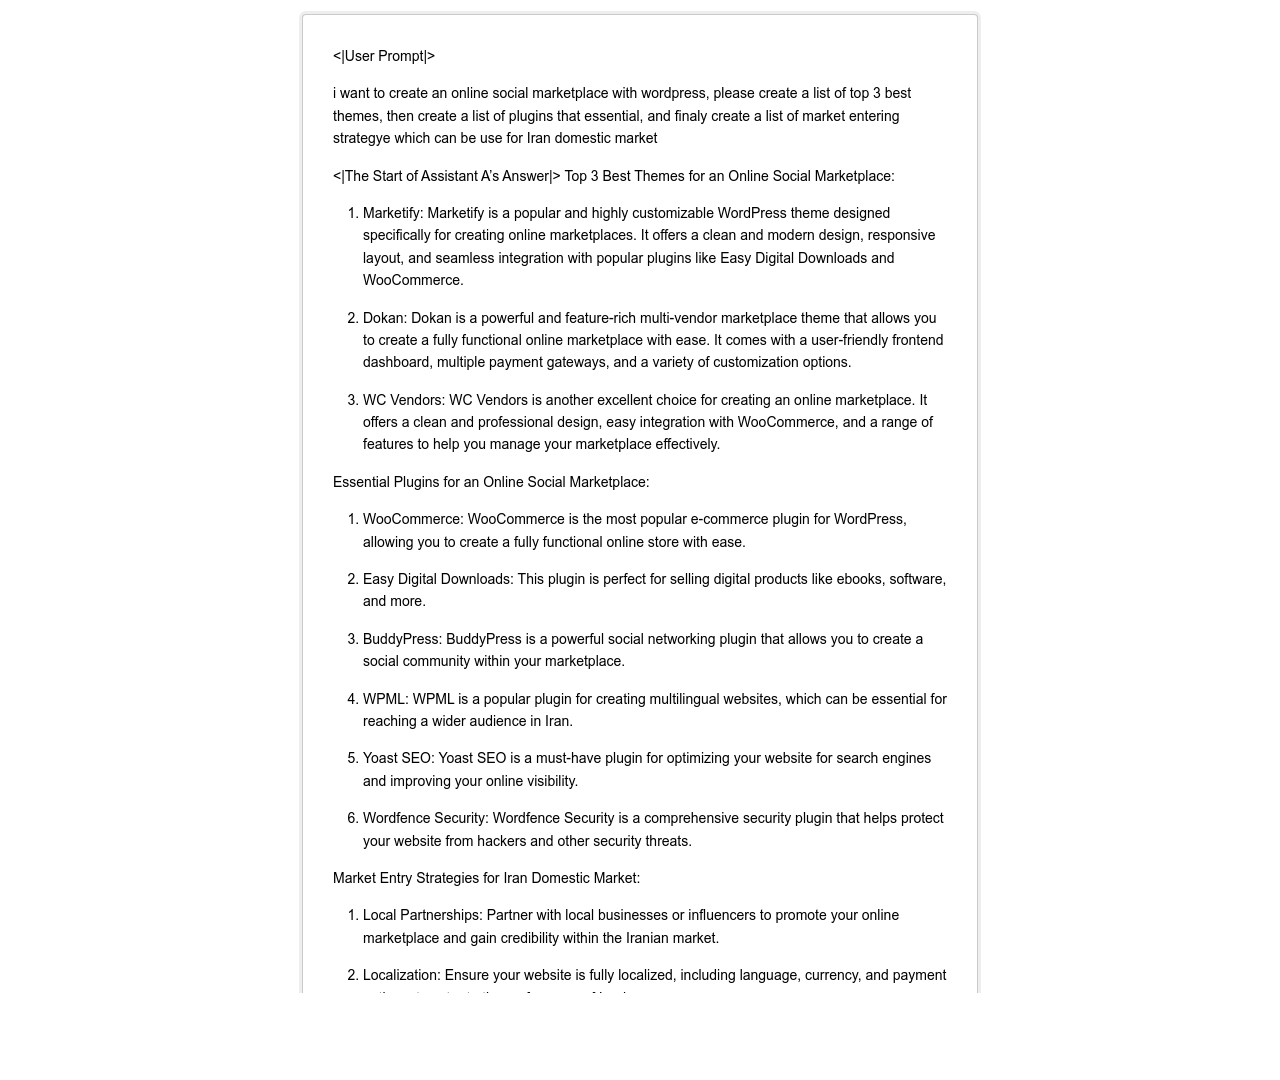 <|User Prompt|>
i want to create an online social marketplace with wordpress, please create a list of top 3 best
themes, then create a list of plugins that essential, and finaly create a list of market entering
strategye which can be use for Iran domestic market
<|The Start of Assistant A's Answer|> Top 3 Best Themes for an Online Social Marketplace:
1. Marketify: Marketify is a popular and highly customizable WordPress theme designed
specifically for creating online marketplaces. It offers a clean and modern design, responsive
layout, and seamless integration with popular plugins like Easy Digital Downloads and
WooCommerce.
2. Dokan: Dokan is a powerful and feature-rich multi-vendor marketplace theme that allows you
to create a fully functional online marketplace with ease. It comes with a user-friendly frontend
dashboard, multiple payment gateways, and a variety of customization options.
3. WC Vendors: WC Vendors is another excellent choice for creating an online marketplace. It
offers a clean and professional design, easy integration with WooCommerce, and a range of
features to help you manage your marketplace effectively.
Essential Plugins for an Online Social Marketplace:
1. WooCommerce: WooCommerce is the most popular e-commerce plugin for WordPress,
allowing you to create a fully functional online store with ease.
2. Easy Digital Downloads: This plugin is perfect for selling digital products like ebooks, software,
and more.
3. BuddyPress: BuddyPress is a powerful social networking plugin that allows you to create a
social community within your marketplace.
4. WPML: WPML is a popular plugin for creating multilingual websites, which can be essential for
reaching a wider audience in Iran.
5. Yoast SEO: Yoast SEO is a must-have plugin for optimizing your website for search engines
and improving your online visibility.
6. Wordfence Security: Wordfence Security is a comprehensive security plugin that helps protect
your website from hackers and other security threats.
Market Entry Strategies for Iran Domestic Market:
1. Local Partnerships: Partner with local businesses or influencers to promote your online
marketplace and gain credibility within the Iranian market.
2. Localization: Ensure your website is fully localized, including language, currency, and payment